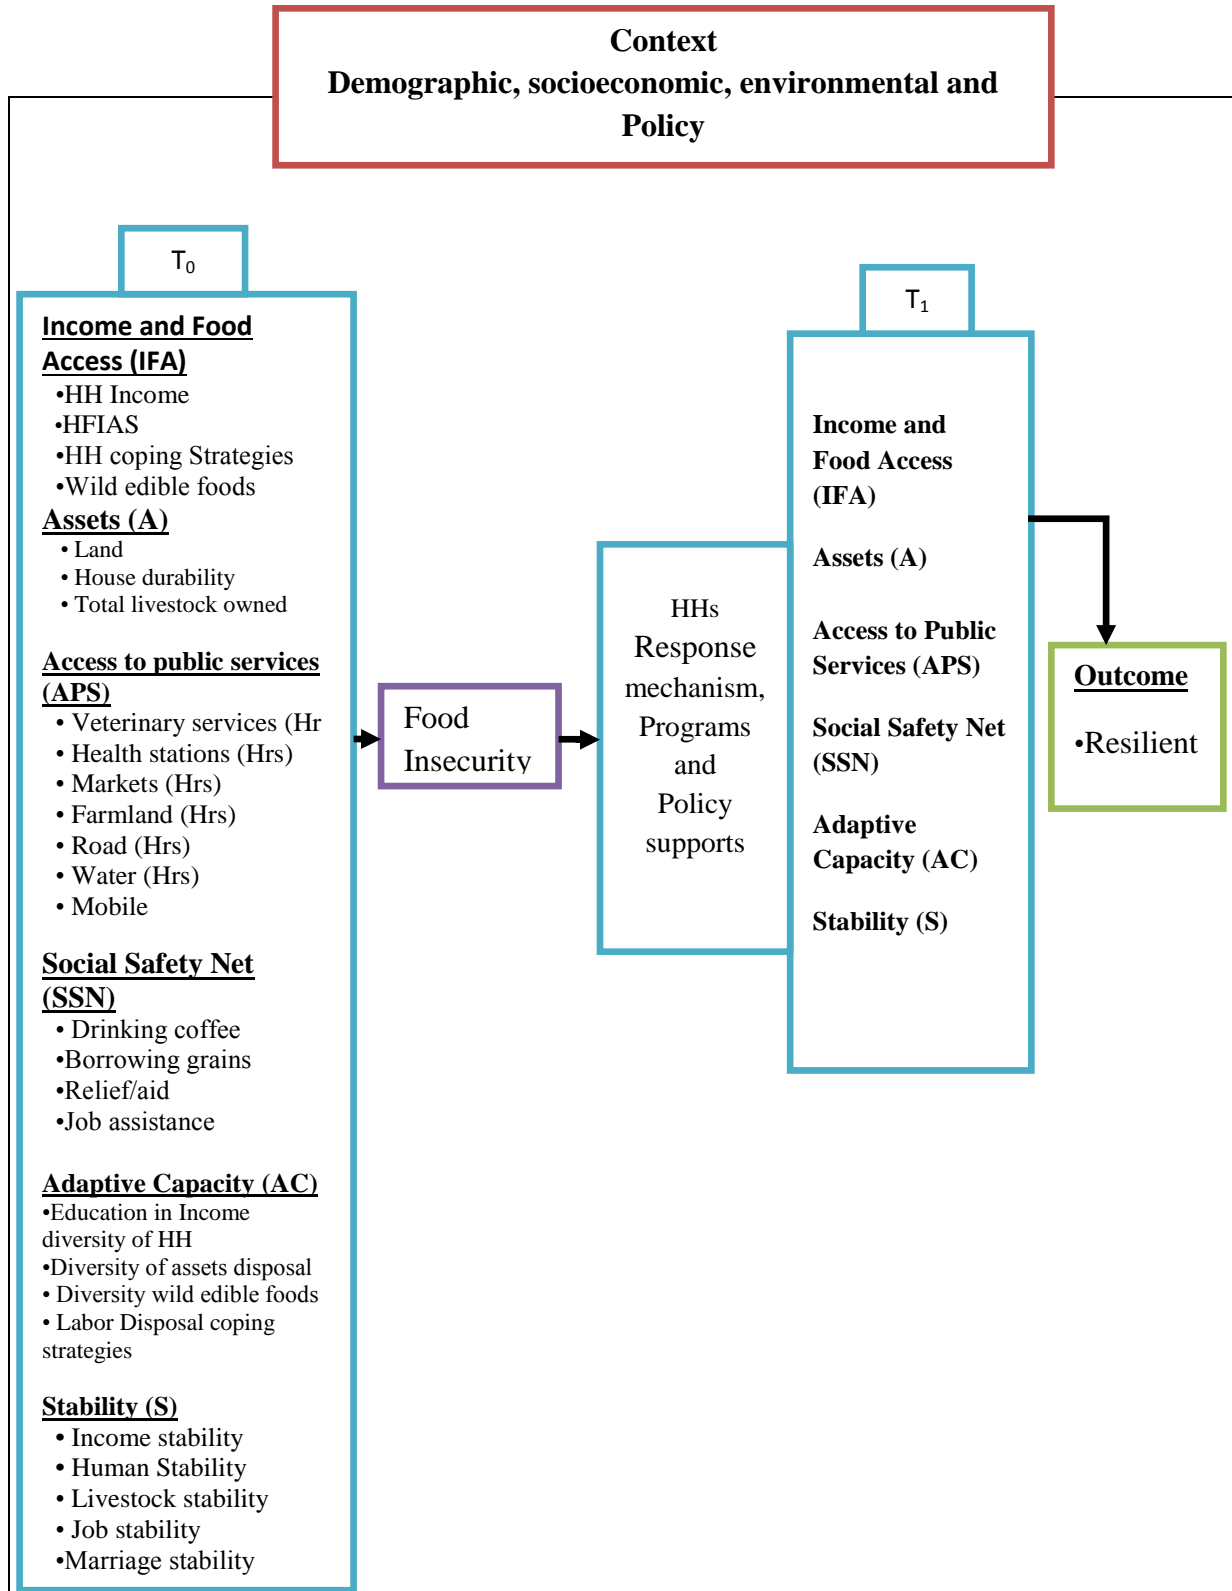 Context
Demographic, socioeconomic, environmental and
Policy
T₀
Income and Food
Access (IFA)
•HH Income
•HFIAS
•HH coping Strategies
•Wild edible foods
Assets (A)
• Land
• House durability
• Total livestock owned
Access to public services
(APS)
• Veterinary services (Hr
• Health stations (Hrs)
• Markets (Hrs)
• Farmland (Hrs)
• Road (Hrs)
• Water (Hrs)
• Mobile
Social Safety Net
(SSN)
• Drinking coffee
•Borrowing grains
•Relief/aid
•Job assistance
Adaptive Capacity (AC)
•Education in Income
diversity of HH
•Diversity of assets disposal
• Diversity wild edible foods
• Labor Disposal coping
strategies
Stability (S)
• Income stability
• Human Stability
• Livestock stability
• Job stability
•Marriage stability
Food
Insecurity
HHs
Response
mechanism,
Programs
and
Policy
supports
T₁
Income and
Food Access
(IFA)
Assets (A)
Access to Public
Services (APS)
Social Safety Net
(SSN)
Adaptive
Capacity (AC)
Stability (S)
Outcome
•Resilient